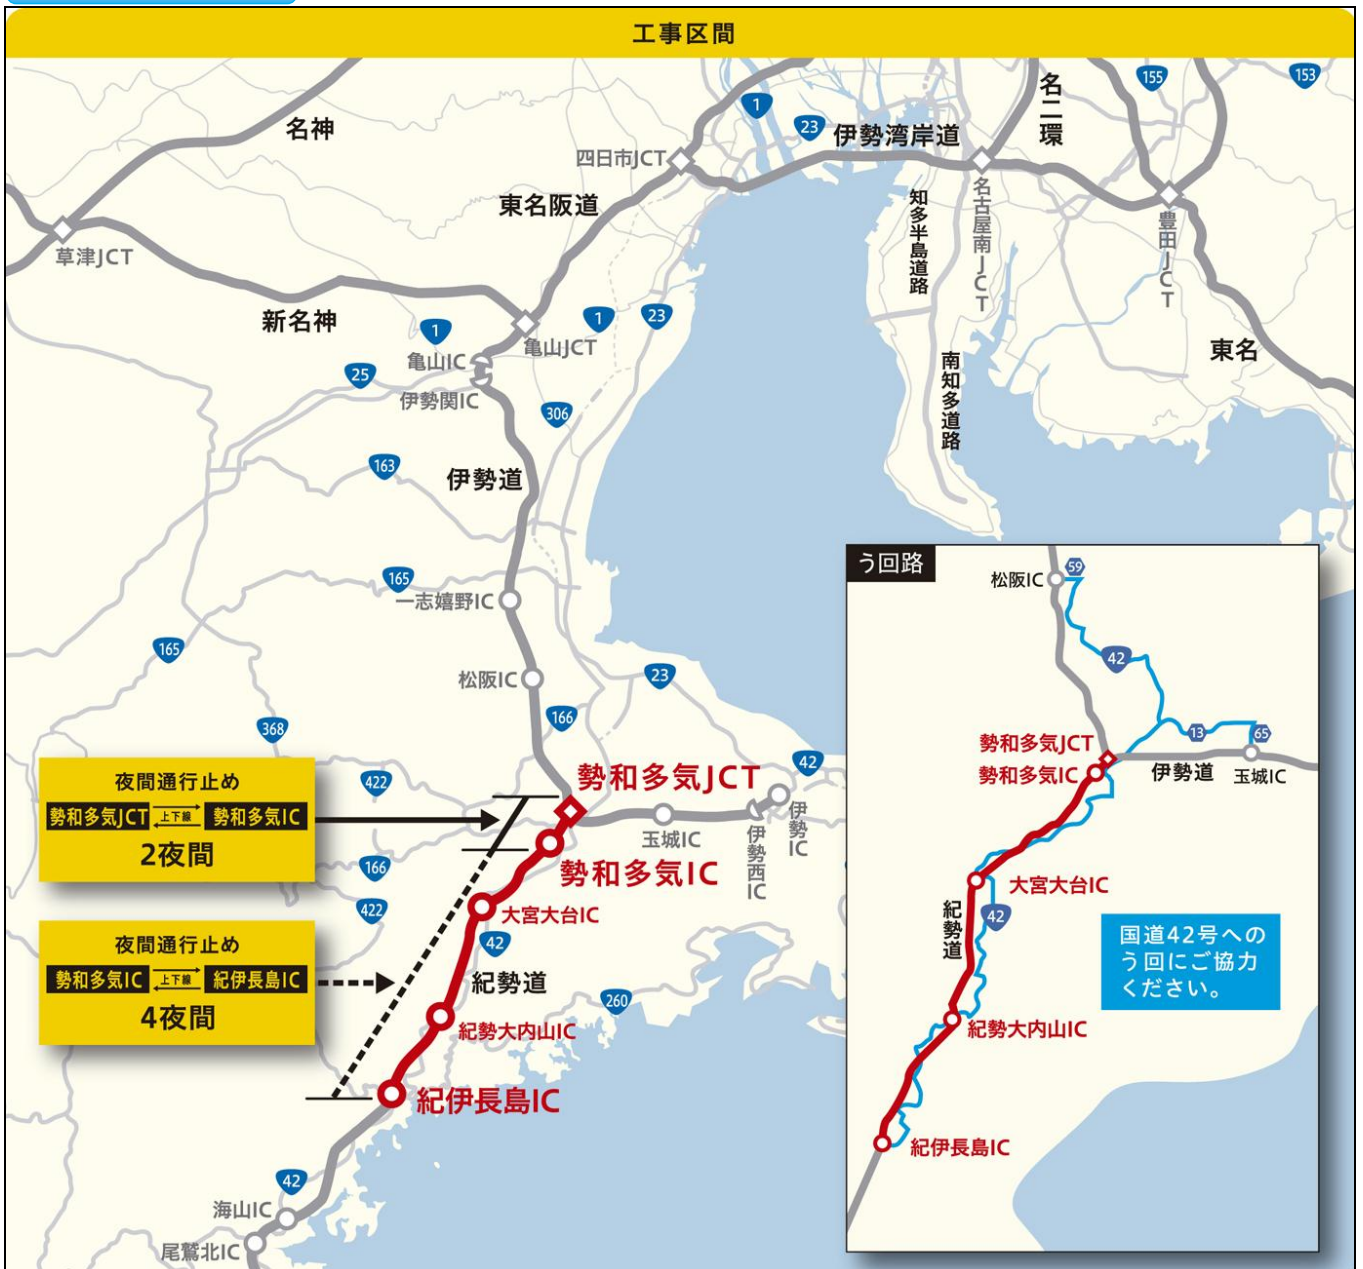 工事区間
名神
草津JCT
新名神
四日市JCT
東名阪道
1
23
伊勢湾岸道
名二環
155
153
知多半島道路
名古屋南JCT
豊田JCT
東名
南知多道路
1
亀山JCT
1
23
亀山IC
伊勢関IC
25
306
163
伊勢道
165
一志嬉野IC
165
松阪IC
23
166
368
422
42
夜間通行止め
勢和多気JCT 上下線 勢和多気IC
2夜間
勢和多気JCT
玉城IC
伊勢西IC
伊勢IC
勢和多気IC
166
422
大宮大台IC
42
夜間通行止め
勢和多気IC 上下線 紀伊長島IC
4夜間
紀勢道
260
紀勢大内山IC
紀伊長島IC
42
海山IC
尾鷲北IC
う回路
松阪IC
59
42
勢和多気JCT
勢和多気IC
13
65
伊勢道
玉城IC
大宮大台IC
紀勢道
42
国道42号への
う回にご協力
ください。
紀勢大内山IC
紀伊長島IC